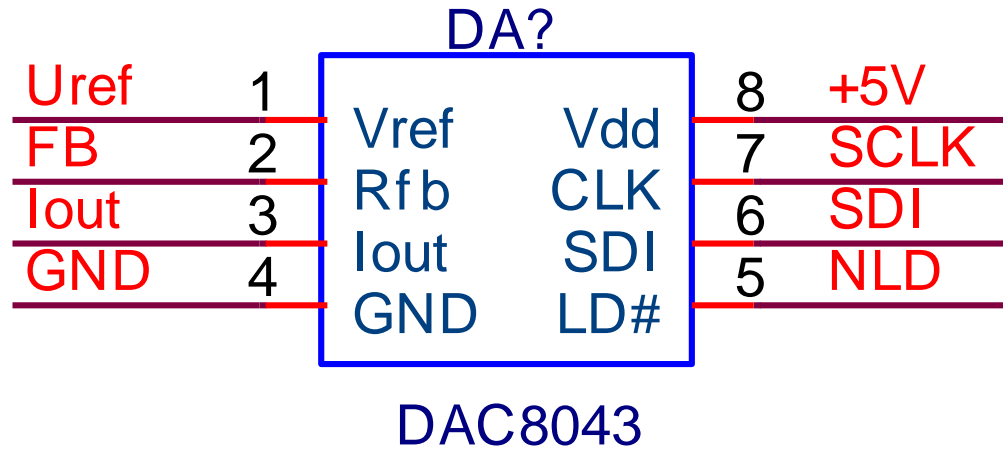 DA?
Uref 1 Vref Vdd 8 +5V
FB 2 Rfb CLK 7 SCLK
Iout 3 Iout SDI 6 SDI
GND 4 GND LD# 5 NLD
DAC8043